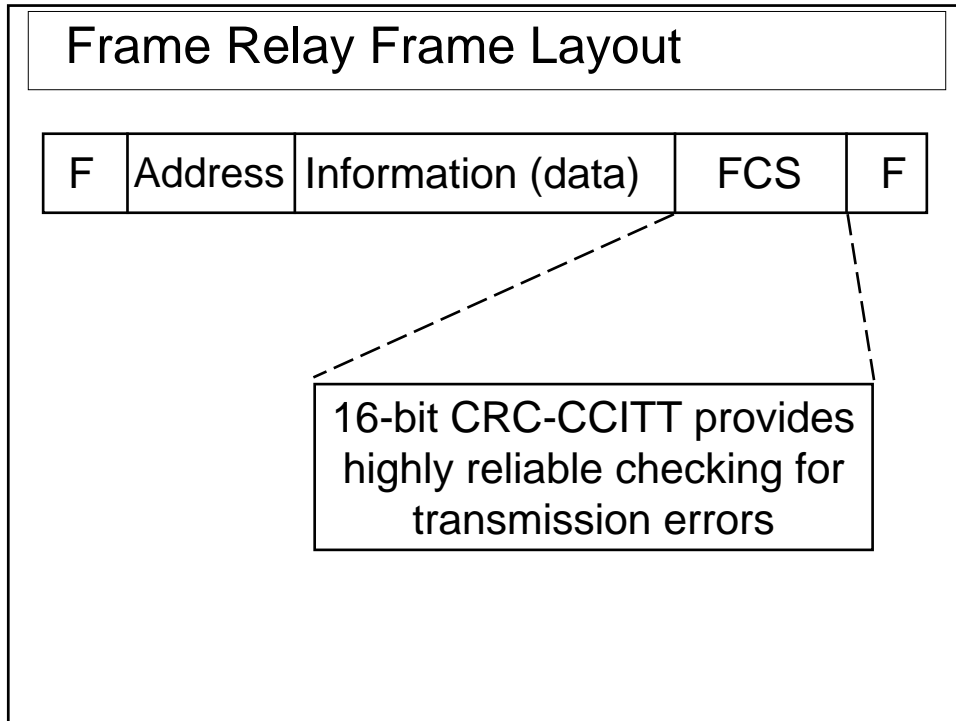 Frame Relay Frame Layout
F Address Information (data) FCS F
16-bit CRC-CCITT provides
highly reliable checking for
transmission errors